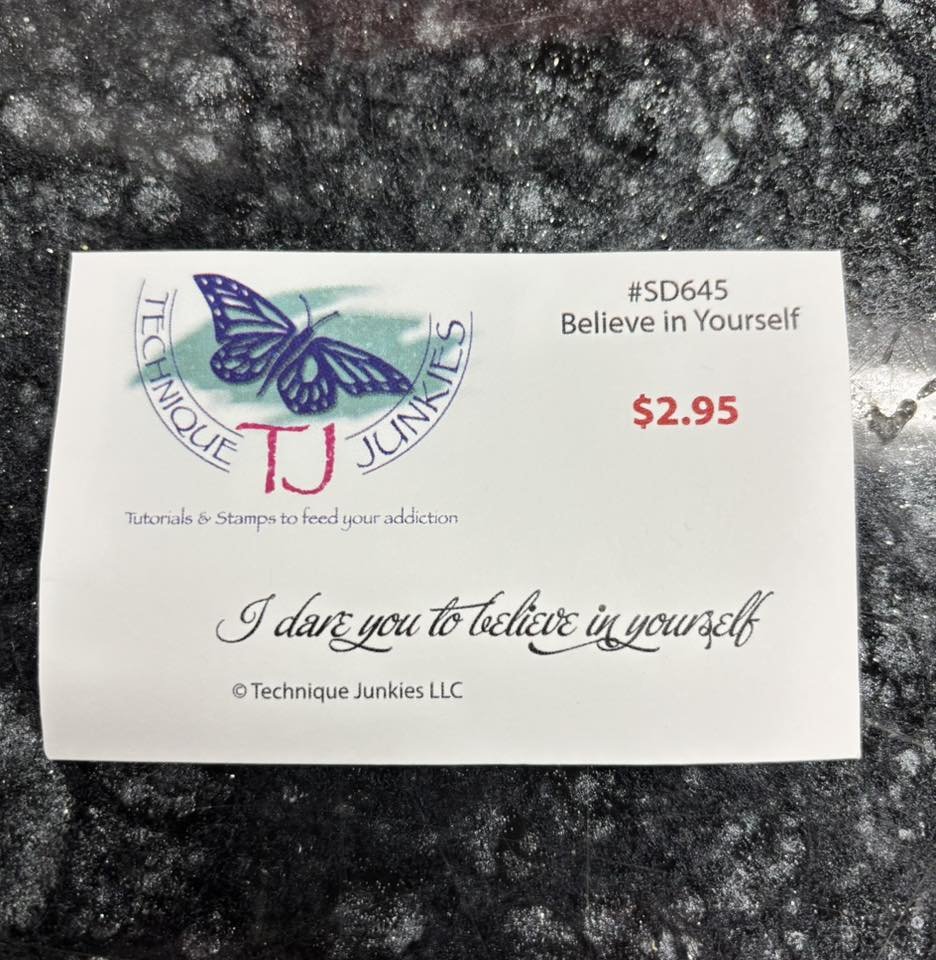 TECHNIQUE JUNKIES
TJ
Tutorials & Stamps to feed your addiction
#SD645
Believe in Yourself
$2.95
I dare you to believe in yourself
© Technique Junkies LLC